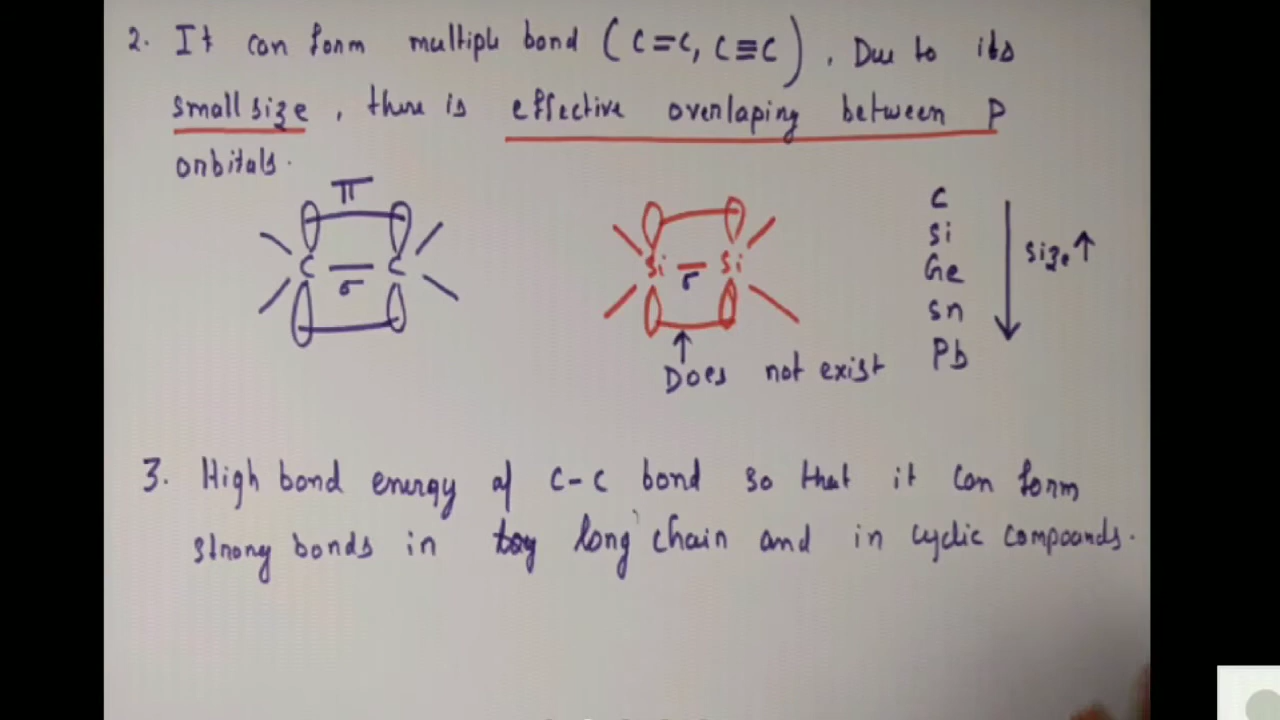 2. It can form multiple bond (C=C, C≡C). Due to its
small size, there is effective overlaping between P
orbitals.
π
C — C
σ
Si — Si
σ
Does not exist
C
Si
Ge
Sn
Pb
Size ↑
3. High bond energy of C-C bond so that it can form
strong bonds in long chain and in cyclic compounds.